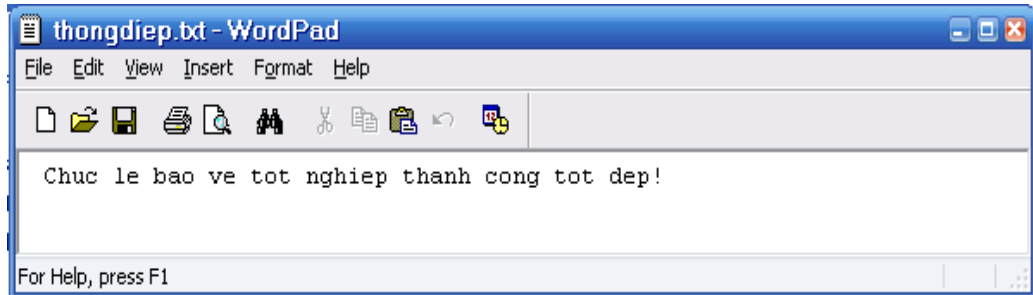 thongdiep.txt - WordPad
File Edit View Insert Format Help
Chuc le bao ve tot nghiep thanh cong tot dep!
For Help, press F1